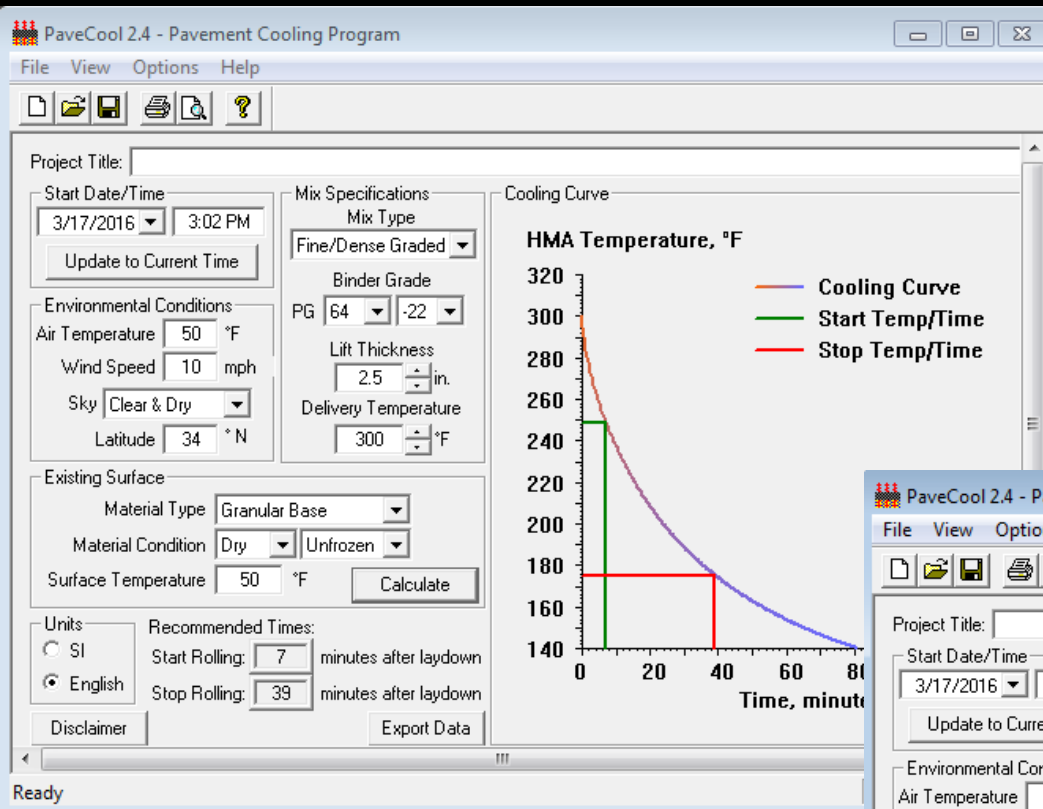 PaveCool 2.4 - Pavement Cooling Program
File View Options Help
Project Title:
Start Date/Time
3/17/2016 3:02 PM
Update to Current Time
Environmental Conditions
Air Temperature 50 °F
Wind Speed 10 mph
Sky Clear & Dry
Latitude 34 ° N
Mix Specifications
Mix Type
Fine/Dense Graded
Binder Grade
PG 64 -22
Lift Thickness
2.5 in.
Delivery Temperature
300 °F
Existing Surface
Material Type Granular Base
Material Condition Dry Unfrozen
Surface Temperature 50 °F Calculate
Units
SI
English
Recommended Times:
Start Rolling: 7 minutes after laydown
Stop Rolling: 39 minutes after laydown
Disclaimer Export Data
Cooling Curve
HMA Temperature, °F
320
300
280
260
240
220
200
180
160
140
0 20 40 60
Time, minute
Cooling Curve
Start Temp/Time
Stop Temp/Time
Ready
PaveCool 2.4 - P
File View Optio
Project Title:
Start Date/Time
3/17/2016
Update to Curre
Environmental Con
Air Temperature